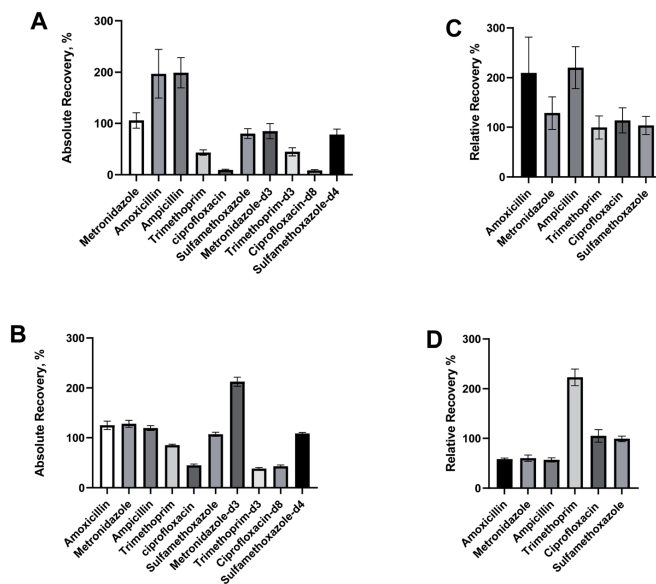 A
Absolute Recovery, %
300
200
100
0
Metronidazole
Amoxicillin
Ampicillin
Trimethoprim
ciprofloxacin
Sulfamethoxazole
Metronidazole-d3
Trimethoprim-d3
Ciprofloxacin-d8
Sulfamethoxazole-d4
C
Relative Recovery %
300
200
100
0
Amoxicillin
Metronidazole
Ampicillin
Trimethoprim
Ciprofloxacin
Sulfamethoxazole
B
Absolute Recovery, %
300
200
100
0
Amoxicillin
Metronidazole
Ampicillin
Trimethoprim
ciprofloxacin
Sulfamethoxazole
Metronidazole-d3
Trimethoprim-d3
Ciprofloxacin-d8
Sulfamethoxazole-d4
D
Relative Recovery %
300
200
100
0
Amoxicillin
Metronidazole
Ampicillin
Trimethoprim
Ciprofloxacin
Sulfamethoxazole